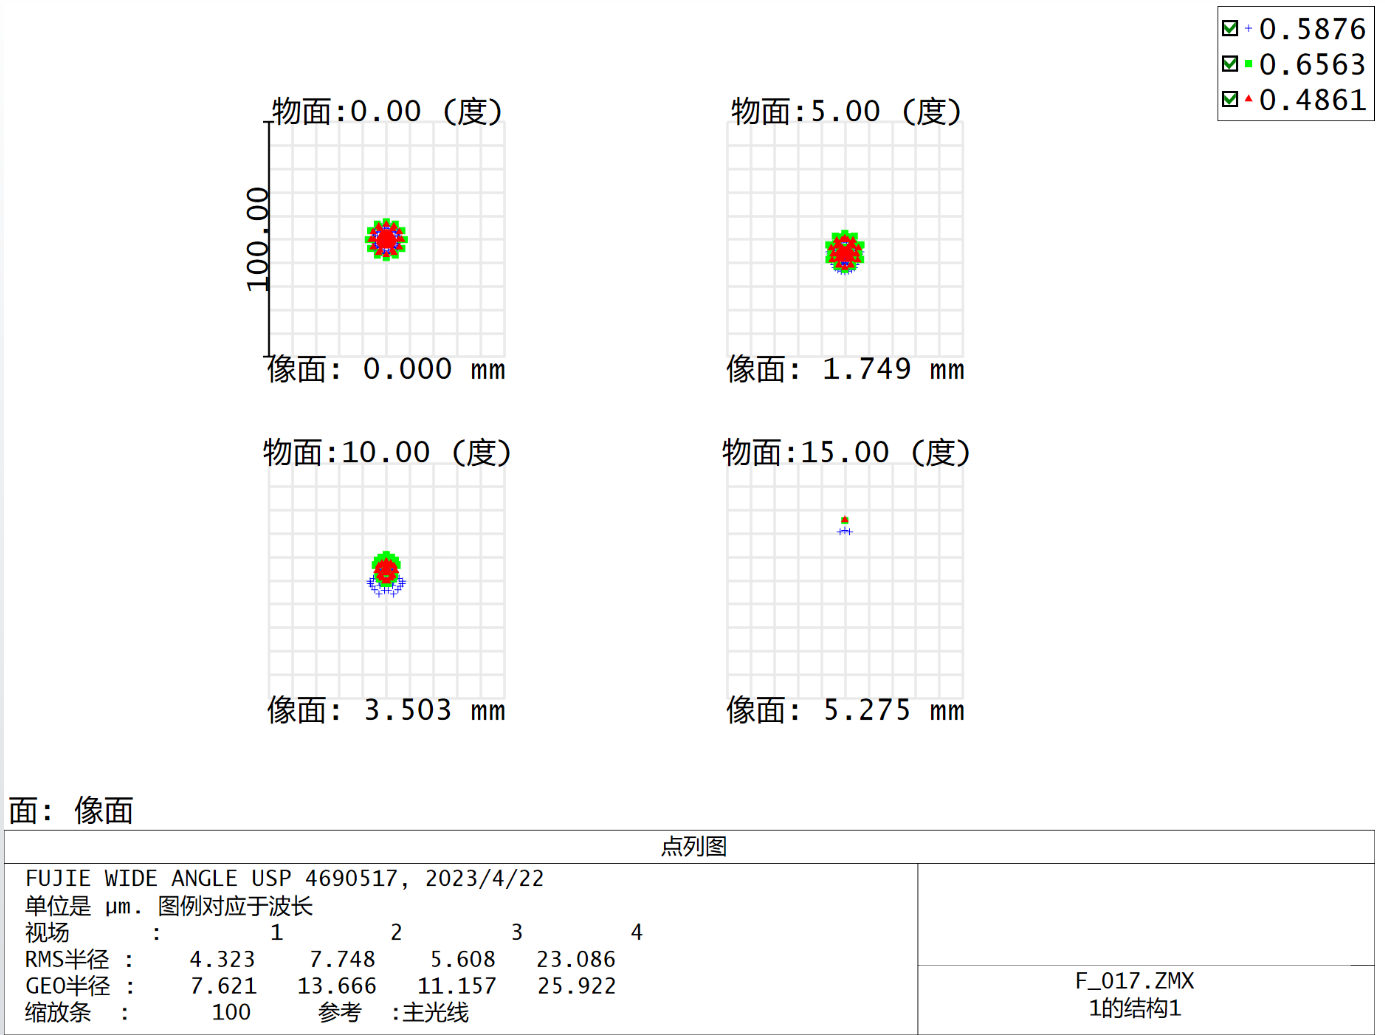 0.5876
0.6563
0.4861
物面:0.00 (度)
物面:5.00 (度)
100.00
像面: 0.000 mm
像面: 1.749 mm
物面:10.00 (度)
物面:15.00 (度)
像面: 3.503 mm
像面: 5.275 mm
面: 像面
点列图
FUJIE WIDE ANGLE USP 4690517, 2023/4/22
单位是 µm. 图例对应于波长
视场 : 1 2 3 4
RMS半径 : 4.323 7.748 5.608 23.086
GEO半径 : 7.621 13.666 11.157 25.922
缩放条 : 100 参考 :主光线
F_017.ZMX
1的结构1